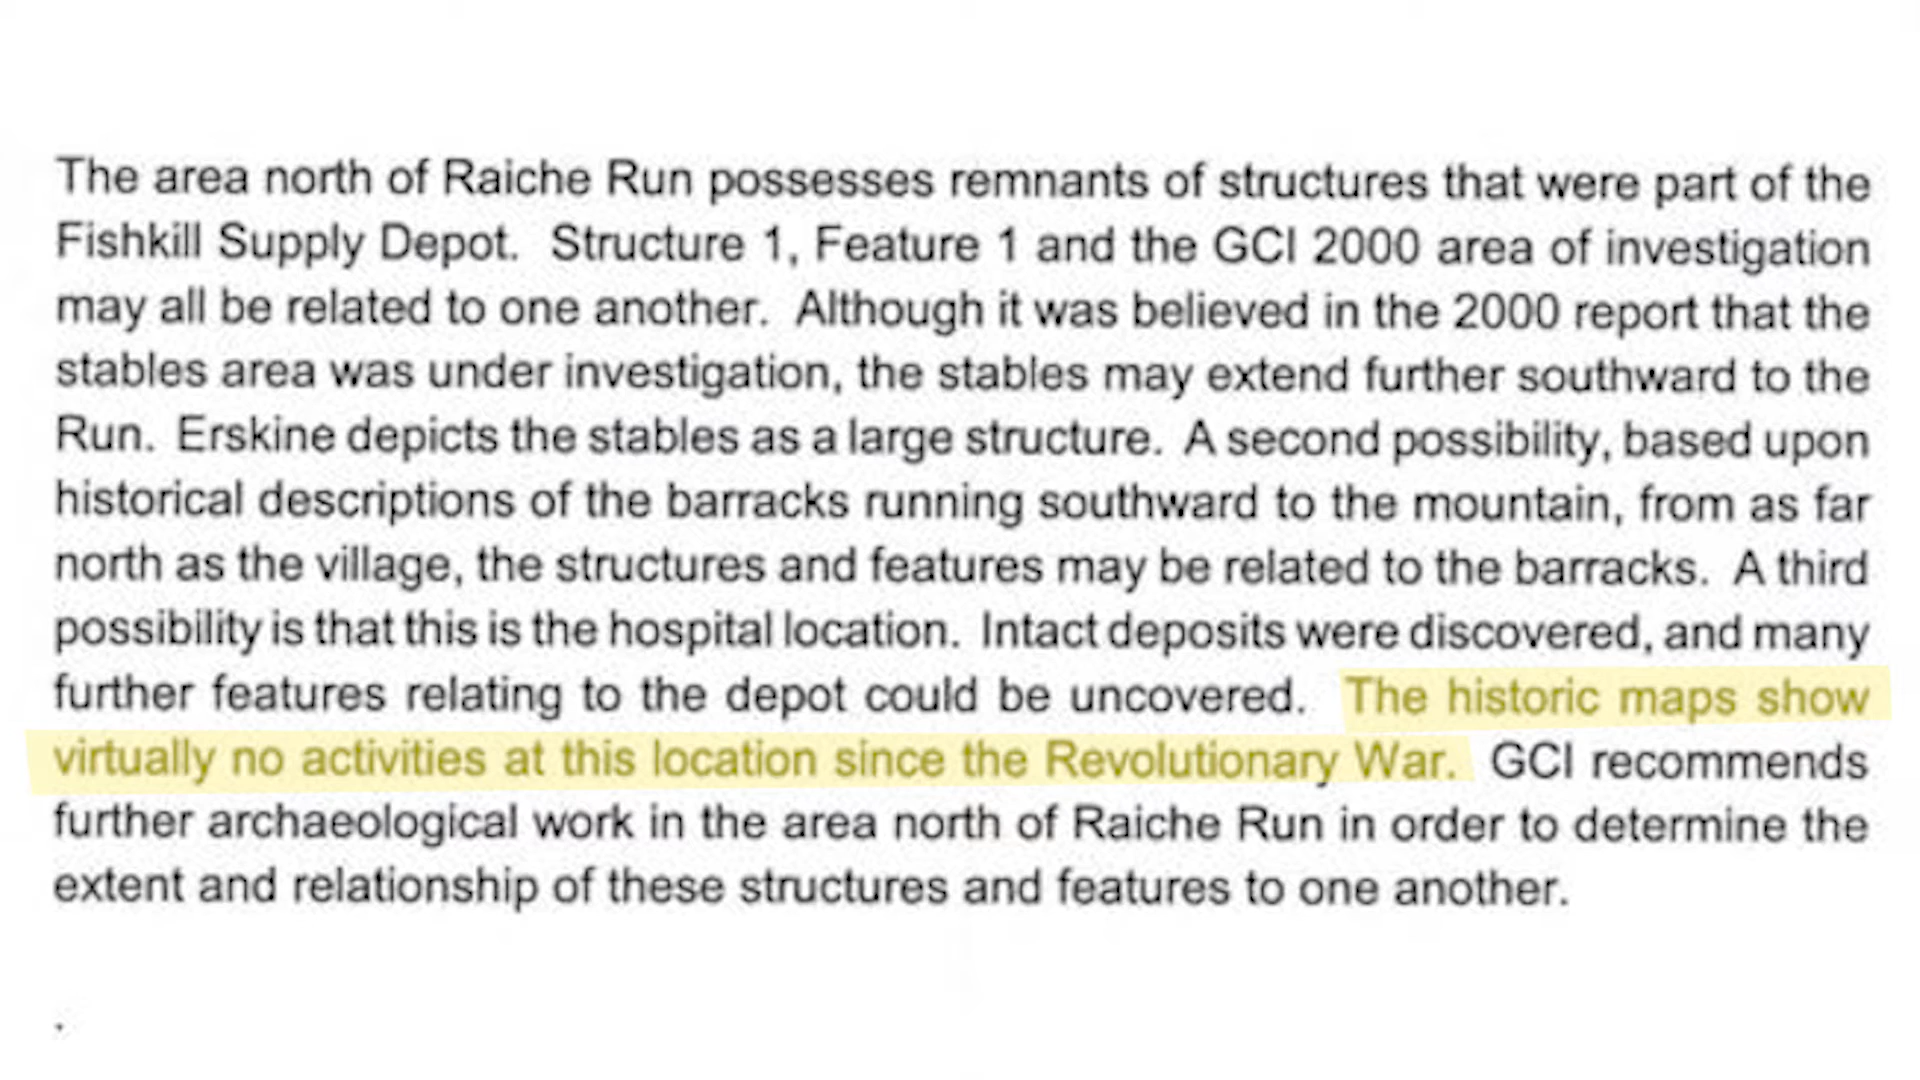 The area north of Raiche Run possesses remnants of structures that were part of the
Fishkill Supply Depot. Structure 1, Feature 1 and the GCI 2000 area of investigation
may all be related to one another. Although it was believed in the 2000 report that the
stables area was under investigation, the stables may extend further southward to the
Run. Erskine depicts the stables as a large structure. A second possibility, based upon
historical descriptions of the barracks running southward to the mountain, from as far
north as the village, the structures and features may be related to the barracks. A third
possibility is that this is the hospital location. Intact deposits were discovered, and many
further features relating to the depot could be uncovered. The historic maps show
virtually no activities at this location since the Revolutionary War. GCI recommends
further archaeological work in the area north of Raiche Run in order to determine the
extent and relationship of these structures and features to one another.